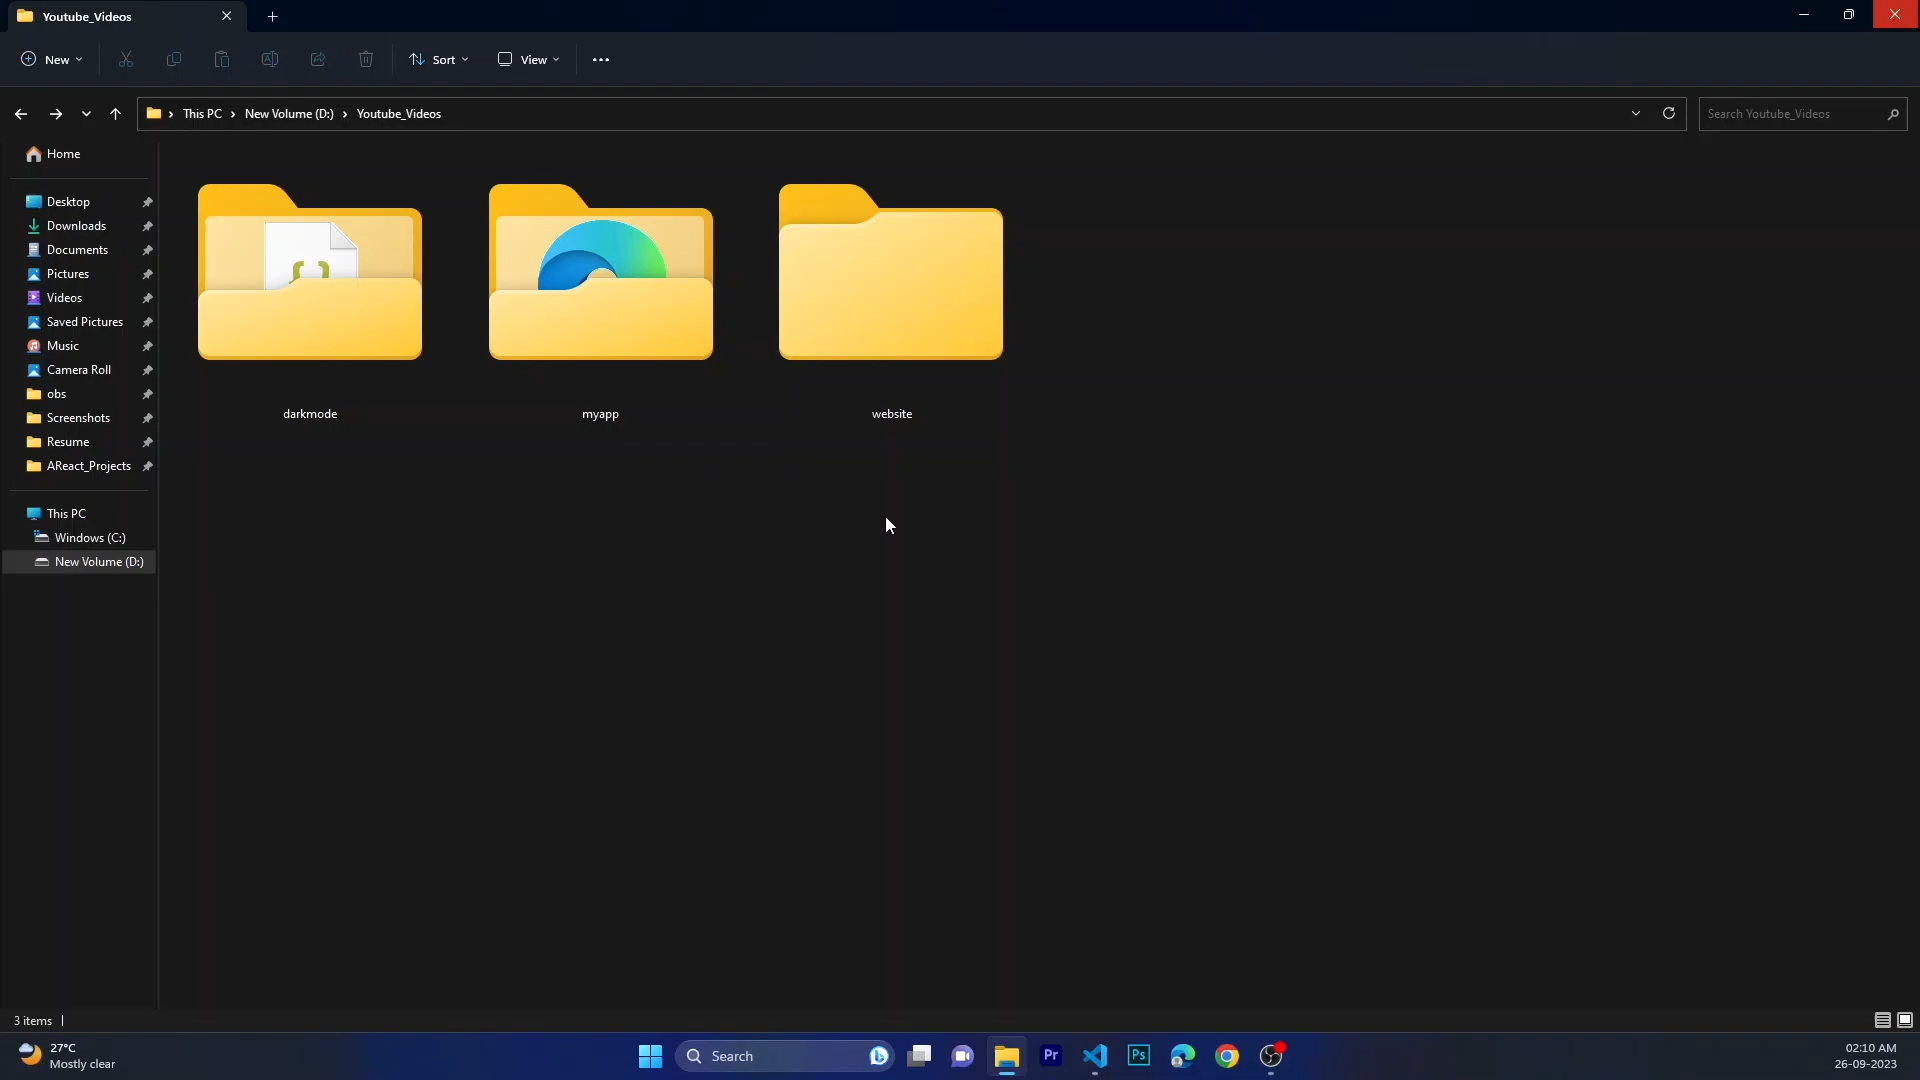 Youtube_Videos
New
Sort
View
This PC
New Volume (D:)
Youtube_Videos
Search Youtube_Videos
Home
Desktop
Downloads
Documents
Pictures
Videos
Saved Pictures
Music
Camera Roll
obs
Screenshots
Resume
AReact_Projects
This PC
Windows (C:)
New Volume (D:)
darkmode
myapp
website
3 items
27°C
Mostly clear
Search
Pr
Ps
02:10 AM
26-09-2023